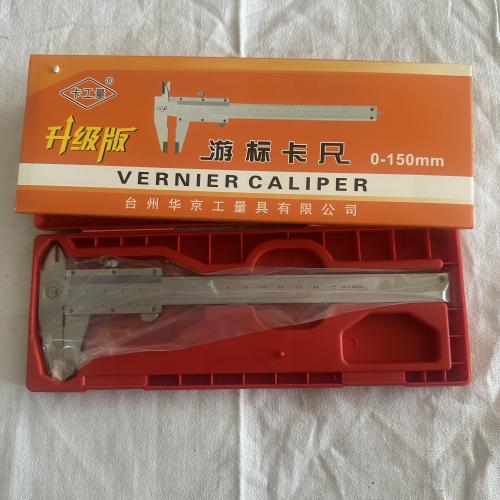 卡工量®
升级版
游标卡尺 0-150mm
VERNIER CALIPER
台州华京工量具有限公司